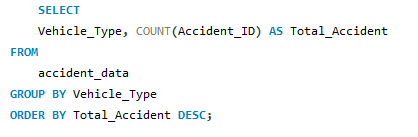 SELECT
Vehicle_Type, COUNT(Accident_ID) AS Total_Accident
FROM
accident_data
GROUP BY Vehicle_Type
ORDER BY Total_Accident DESC;